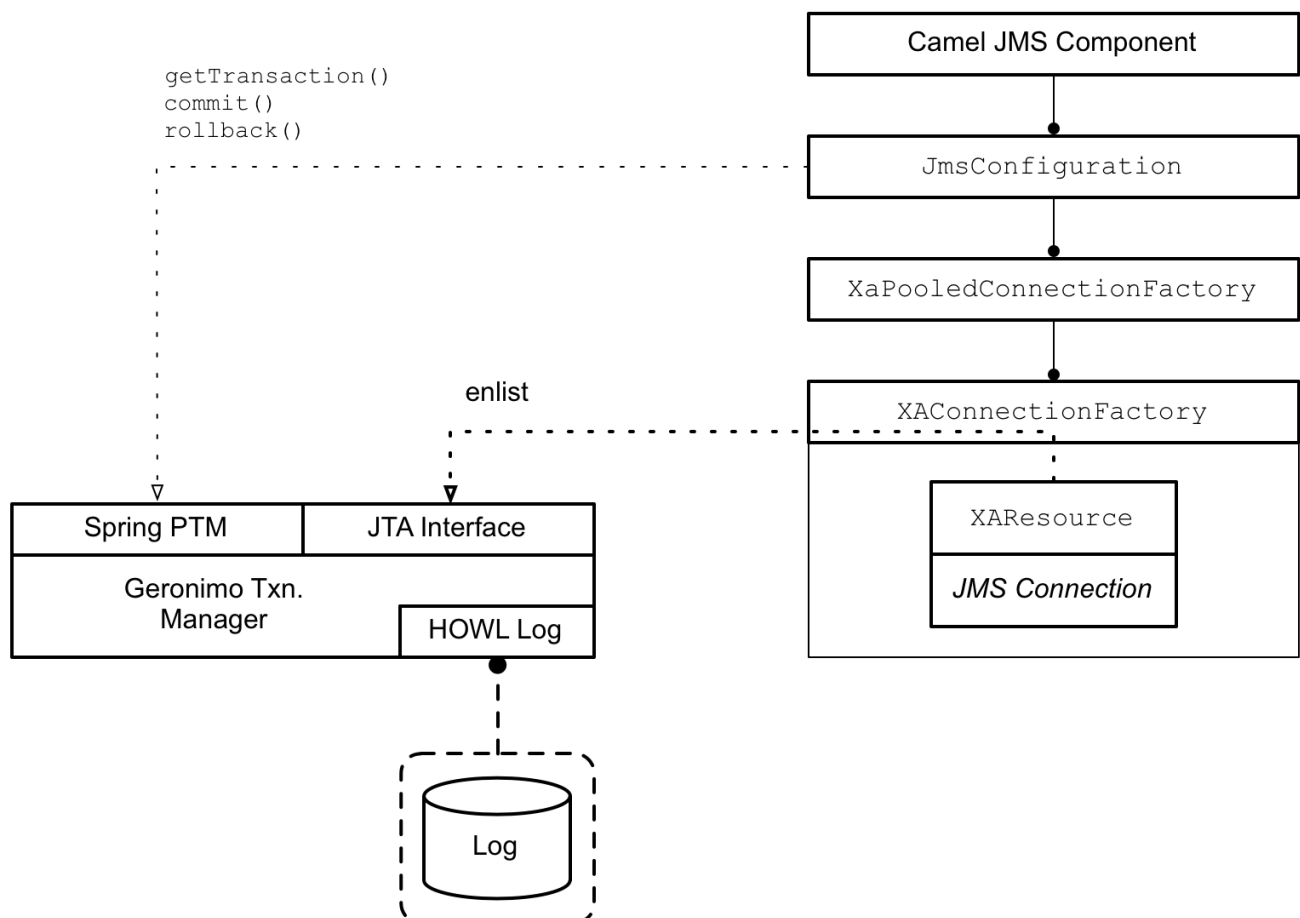 Camel JMS Component
getTransaction()
commit()
rollback()
JmsConfiguration
XaPooledConnectionFactory
enlist
XAConnectionFactory
XAResource
JMS Connection
Spring PTM
JTA Interface
Geronimo Txn.
Manager
HOWL Log
Log